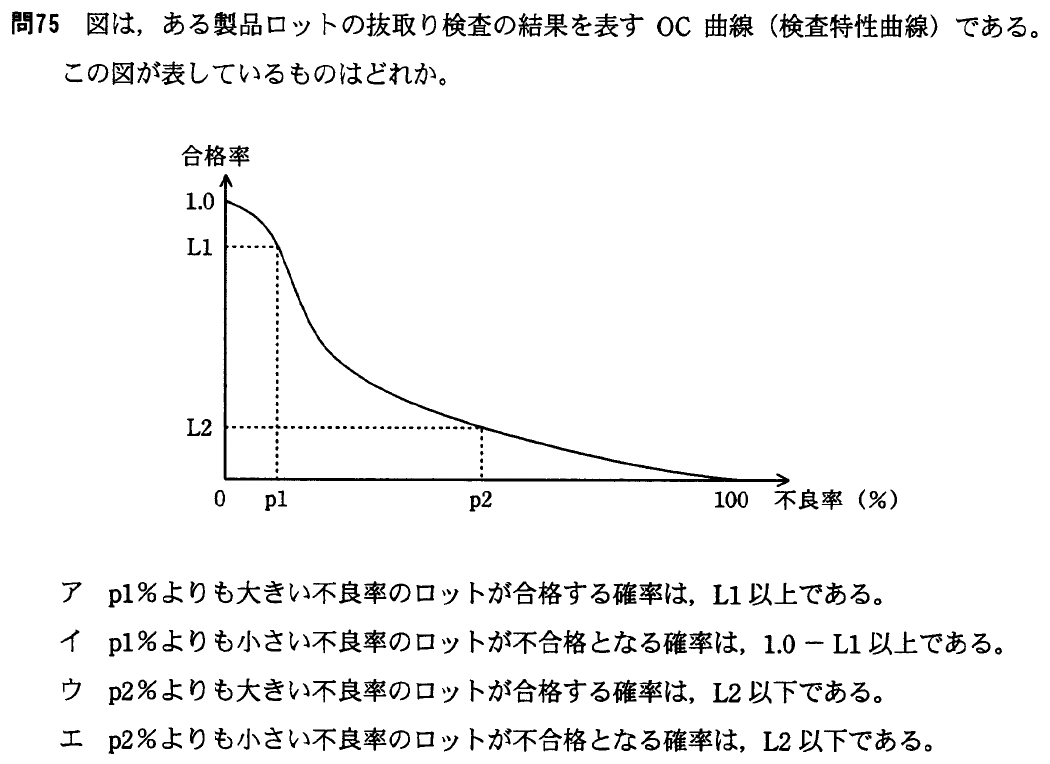 問75 図は，ある製品ロットの抜取り検査の結果を表す OC 曲線（検査特性曲線）である。
この図が表しているものはどれか。
合格率
1.0
L1
L2
0 p1 p2 100 不良率（％）
ア p1％よりも大きい不良率のロットが合格する確率は，L1 以上である。
イ p1％よりも小さい不良率のロットが不合格となる確率は，1.0 － L1 以上である。
ウ p2％よりも大きい不良率のロットが合格する確率は，L2 以下である。
エ p2％よりも小さい不良率のロットが不合格となる確率は，L2 以下である。